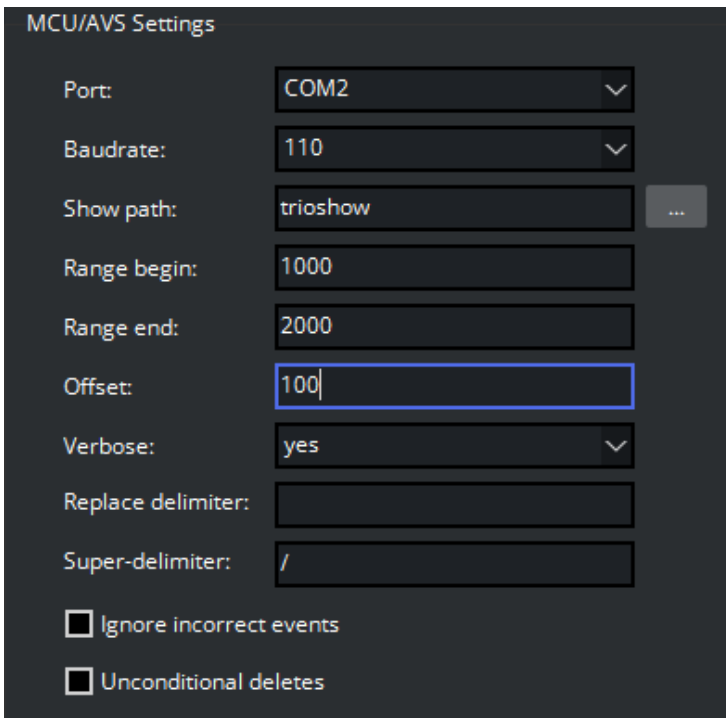 MCU/AVS Settings
Port: COM2
Baudrate: 110
Show path: trioshow ...
Range begin: 1000
Range end: 2000
Offset: 100
Verbose: yes
Replace delimiter:
Super-delimiter: /
Ignore incorrect events
Unconditional deletes